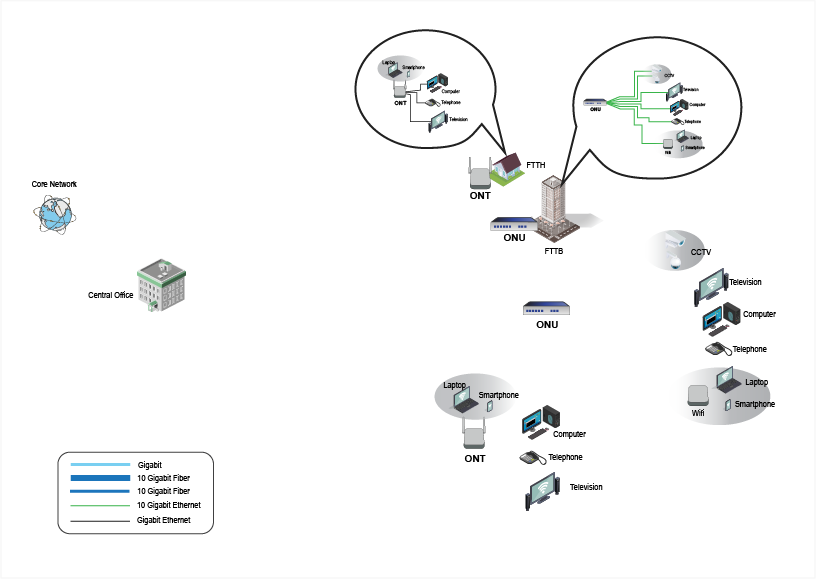 Laptop
Smartphone
ONT
Computer
Telephone
Television
CCTV
Television
ONU
Computer
Telephone
Laptop
Wifi
Smartphone
FTTH
ONT
Core Network
ONU
FTTB
CCTV
Central Office
Television
Computer
ONU
Telephone
Laptop
Smartphone
Laptop
Wifi
Smartphone
Computer
ONT
Telephone
Television
Gigabit
10 Gigabit Fiber
10 Gigabit Fiber
10 Gigabit Ethernet
Gigabit Ethernet